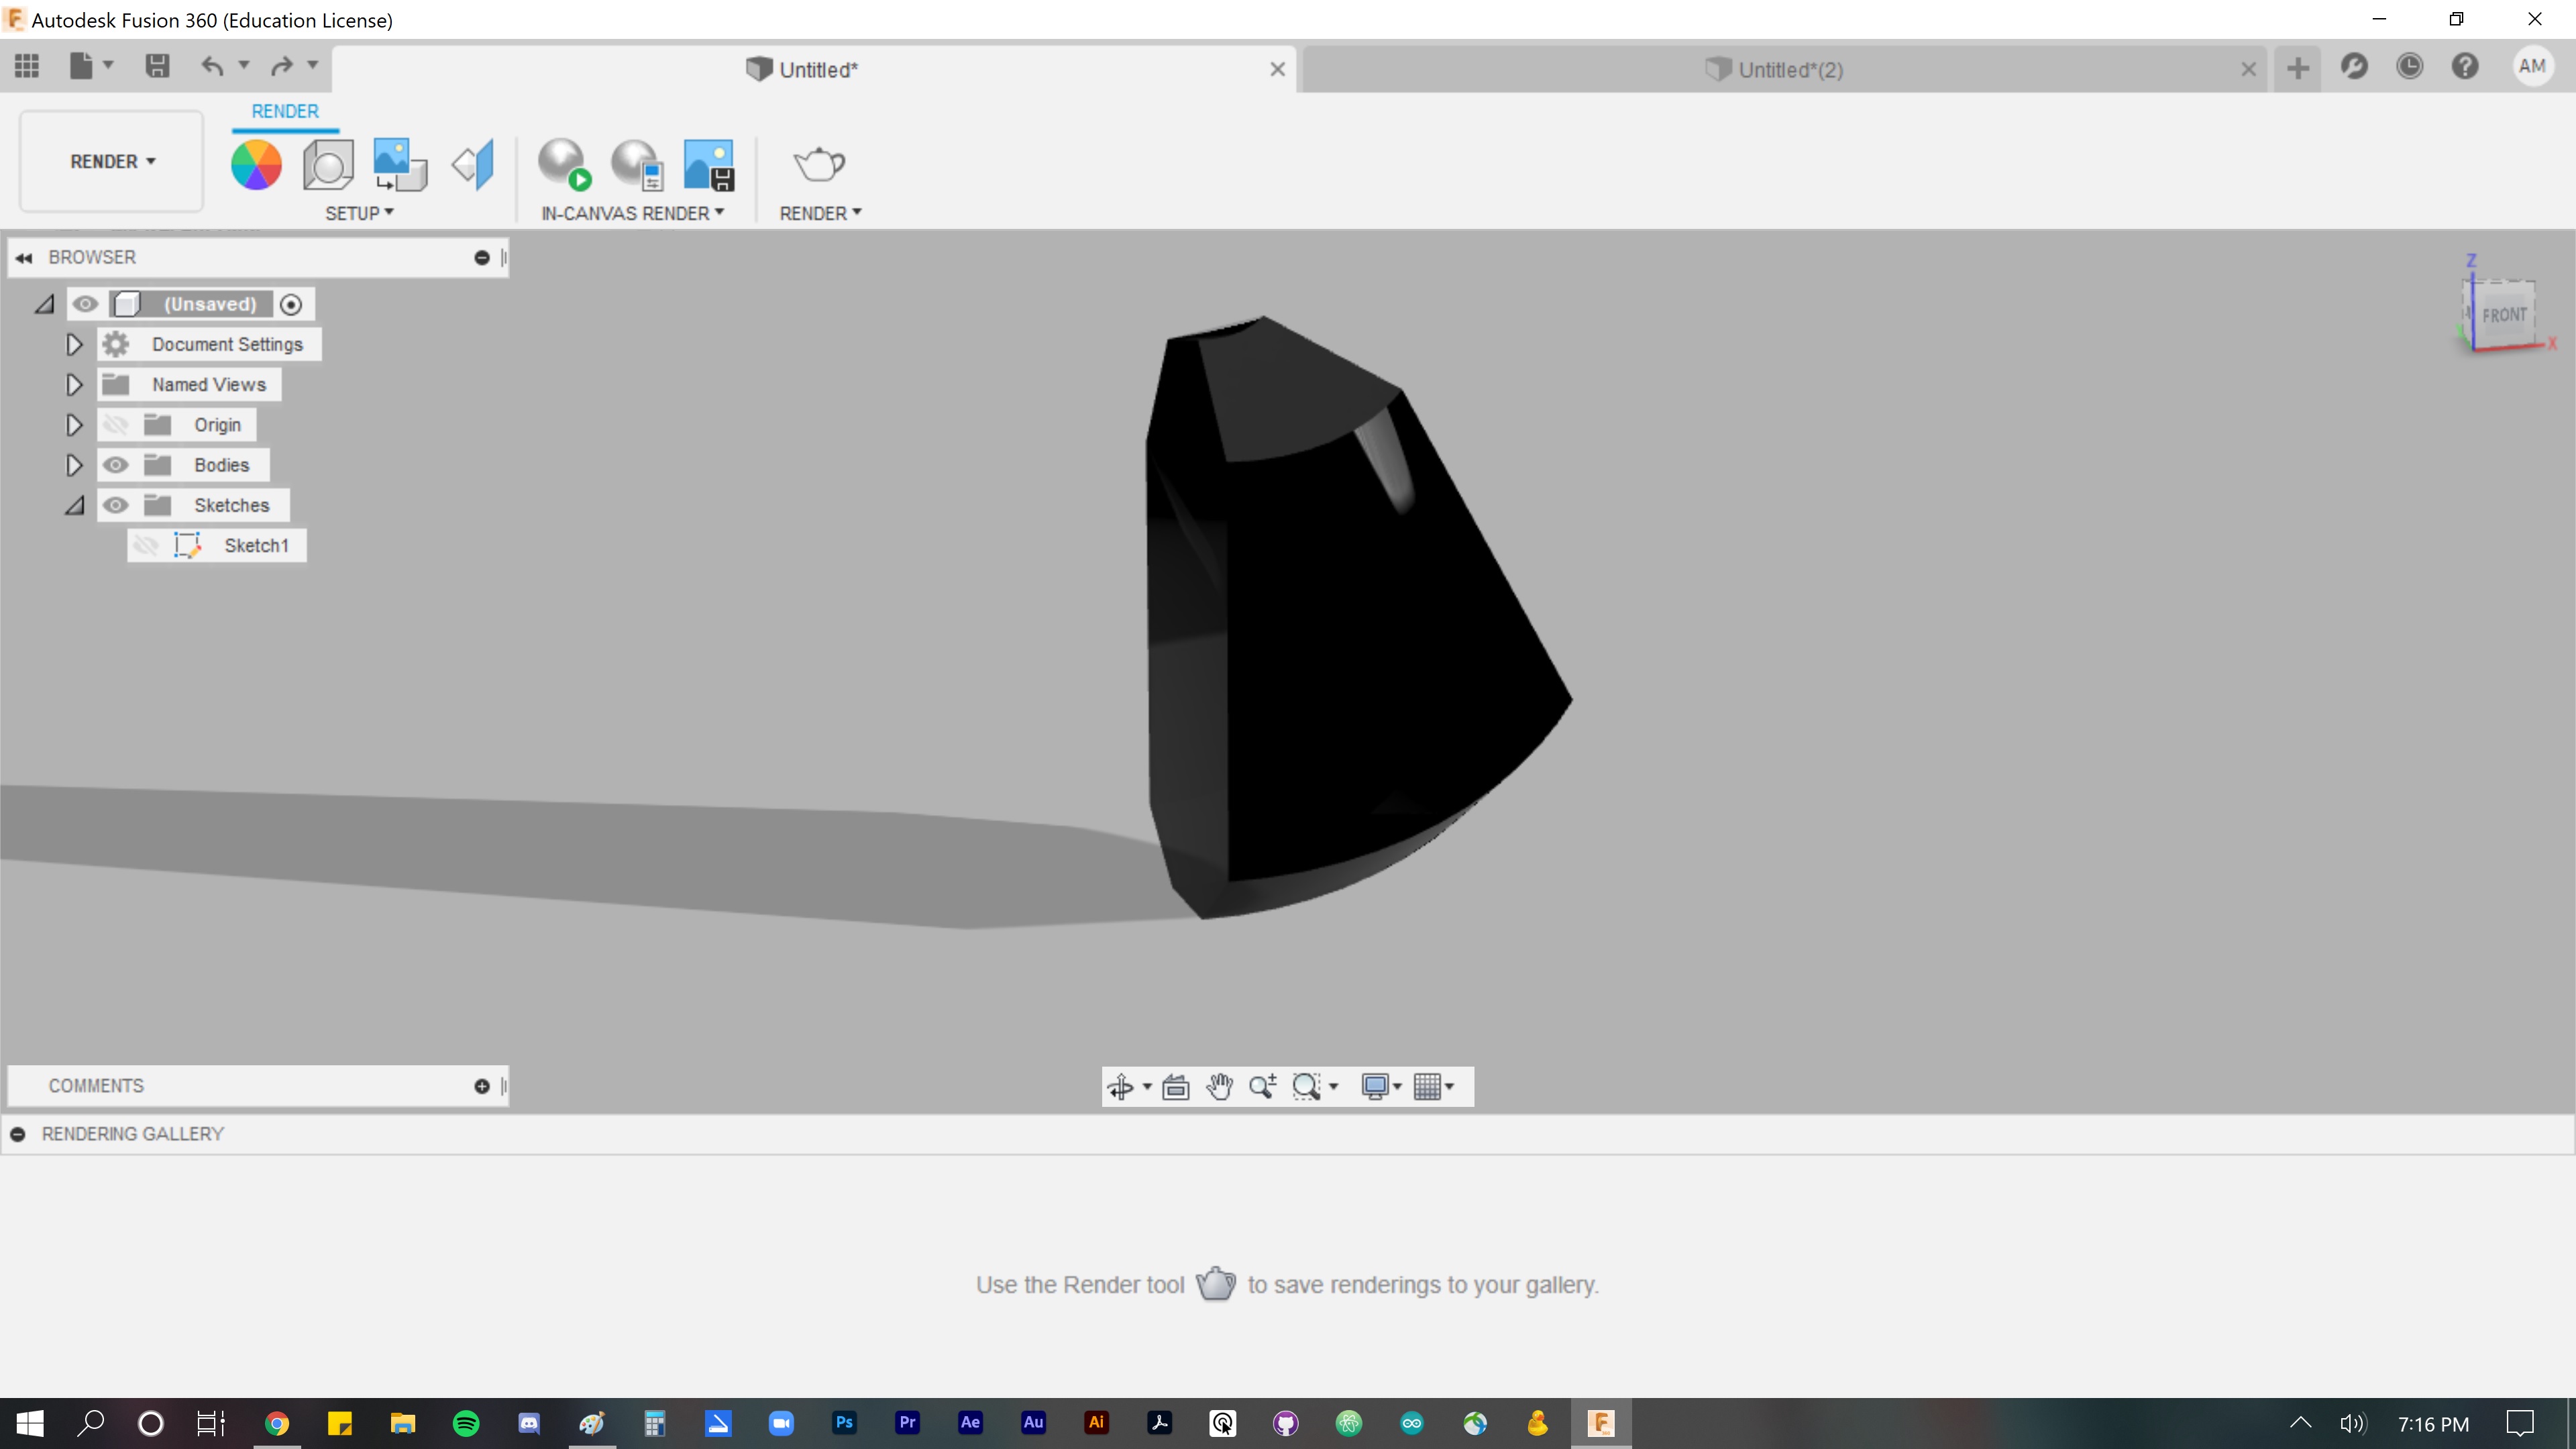 Autodesk Fusion 360 (Education License)
Untitled*
Untitled*(2)
AM
RENDER
RENDER
SETUP
IN-CANVAS RENDER
RENDER
BROWSER
(Unsaved)
Document Settings
Named Views
Origin
Bodies
Sketches
Sketch1
Z
FRONT
X
COMMENTS
RENDERING GALLERY
Use the Render tool to save renderings to your gallery.
Ps
Pr
Ae
Au
Ai
F
7:16 PM